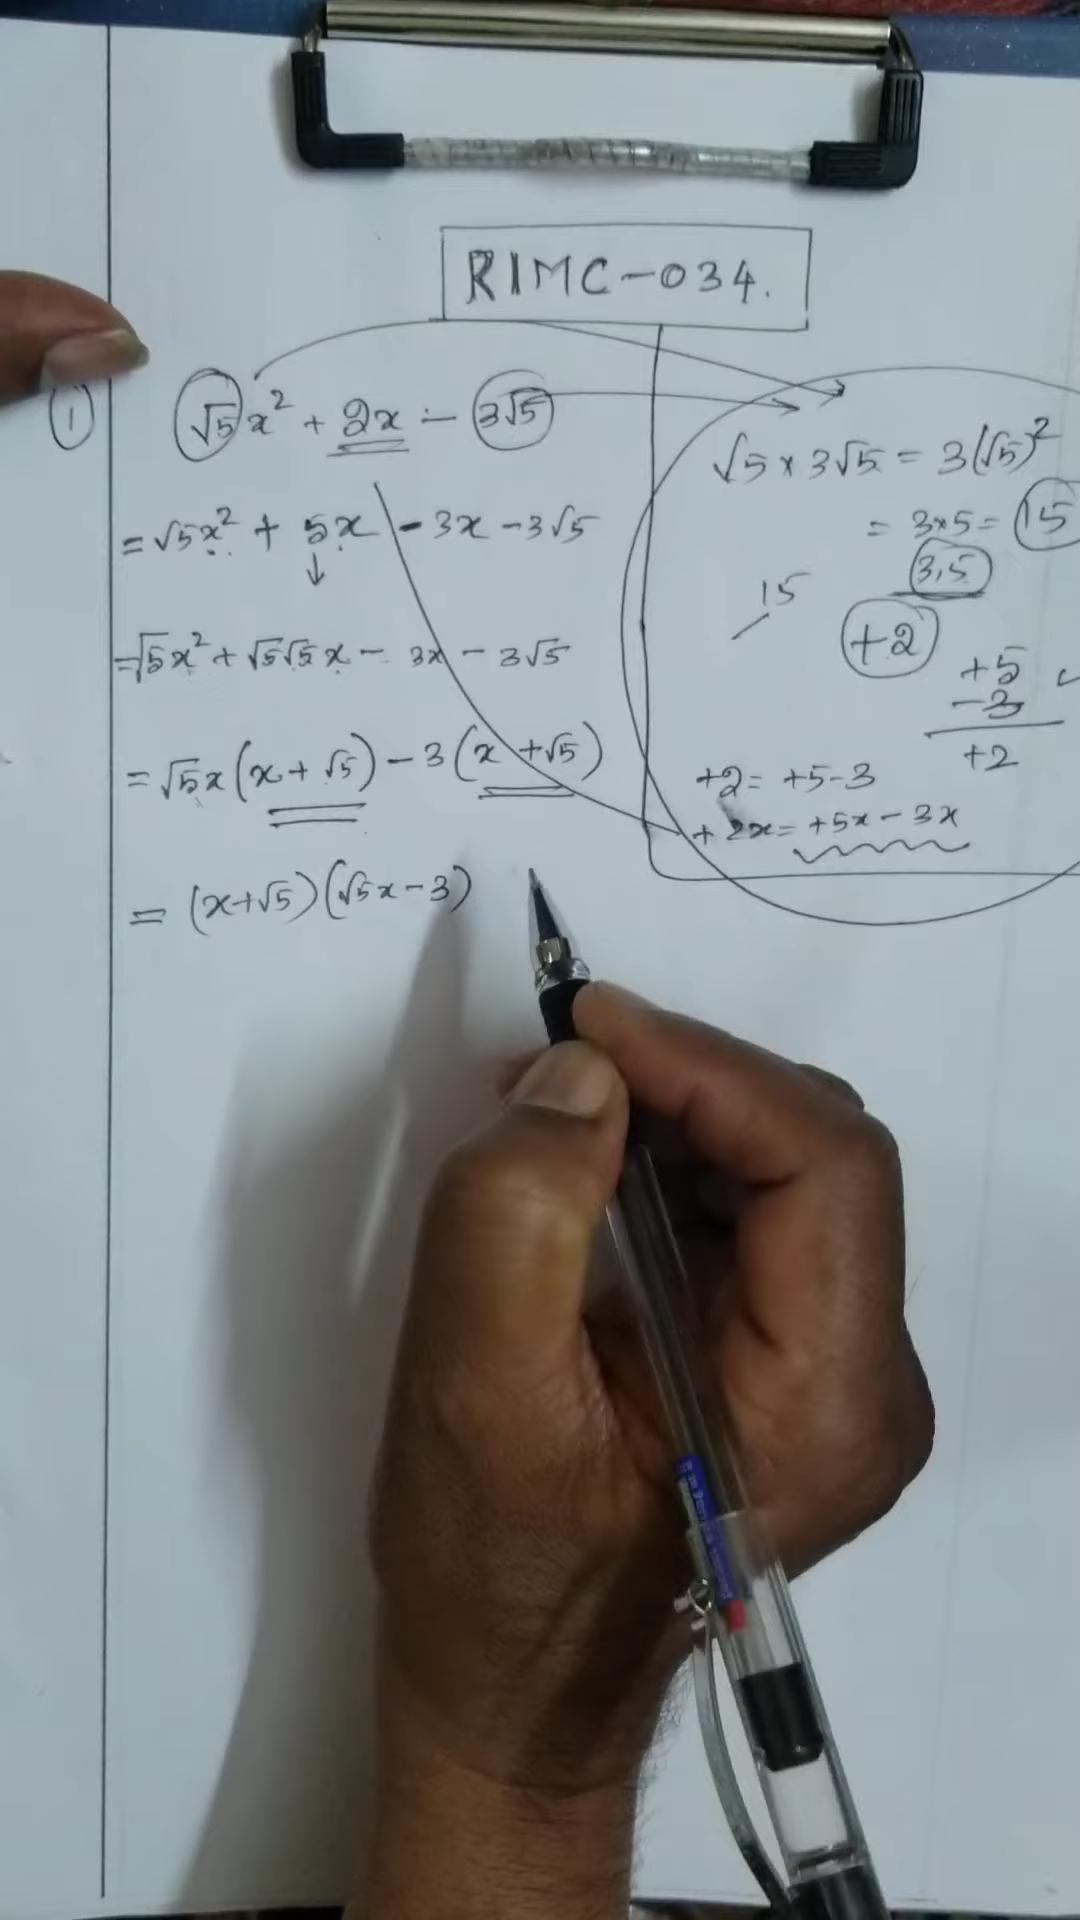 RIMC-034.
① √5x² + 2x - 3√5
= √5x² + 5x - 3x - 3√5
↓
= √5x² + √5√5x - 3x - 3√5
= √5x(x + √5) - 3(x + √5)
= (x+√5)(√5x-3)
√5 × 3√5 = 3(√5)²
= 3×5 = 15
3,5
15
+2
+5
-3
+2
+2 = +5-3
+2x = +5x - 3x